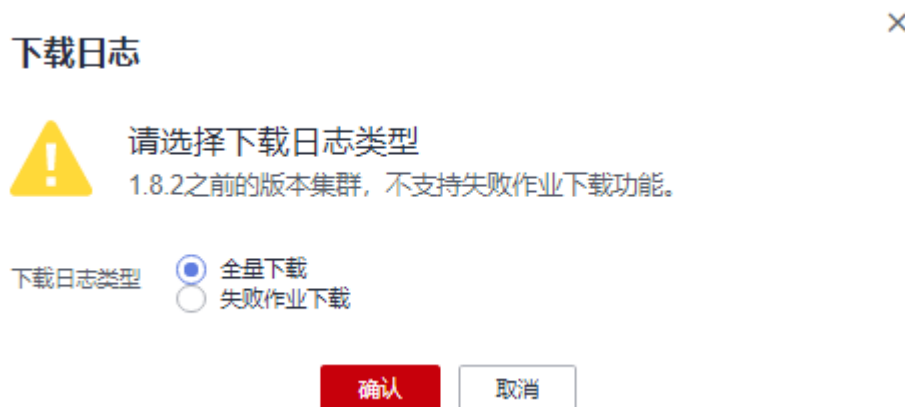 下载日志
请选择下载日志类型
1.8.2之前的版本集群，不支持失败作业下载功能。
下载日志类型
全量下载
失败作业下载
确认
取消